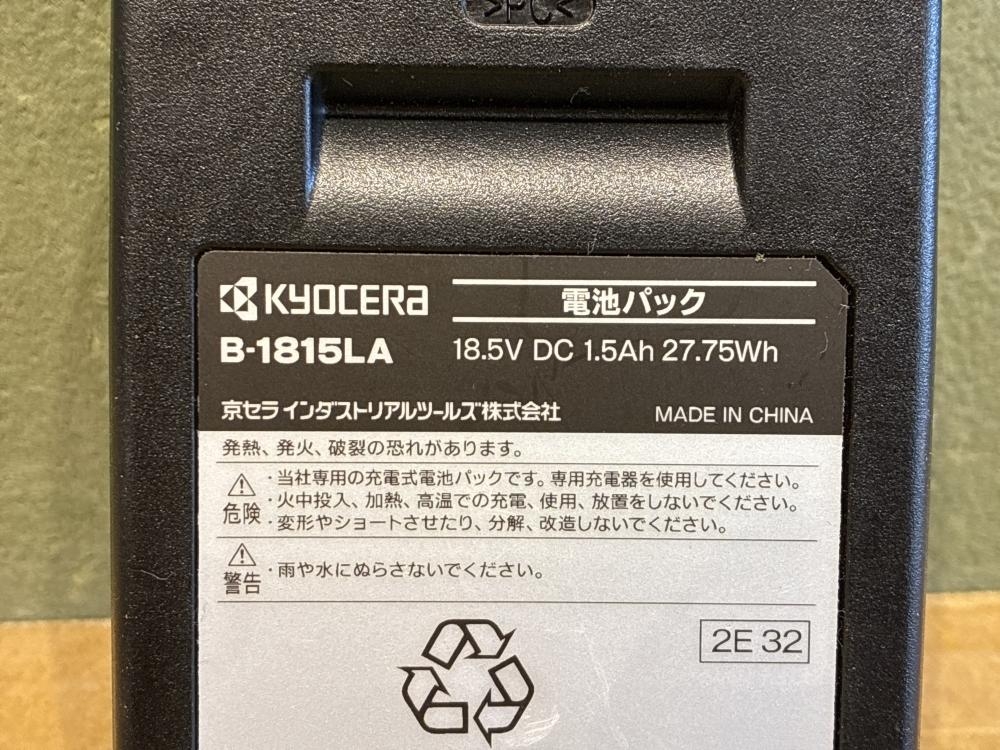 >PC<
KYOCERA
電池パック
B-1815LA
18.5V DC 1.5Ah 27.75Wh
京セラ インダストリアルツールズ株式会社
MADE IN CHINA
発熱、発火、破裂の恐れがあります。
危険
・当社専用の充電式電池パックです。専用充電器を使用してください。
・火中投入、加熱、高温での充電、使用、放置をしないでください。
・変形やショートさせたり、分解、改造しないでください。
警告
・雨や水にぬらさないでください。
2E 32